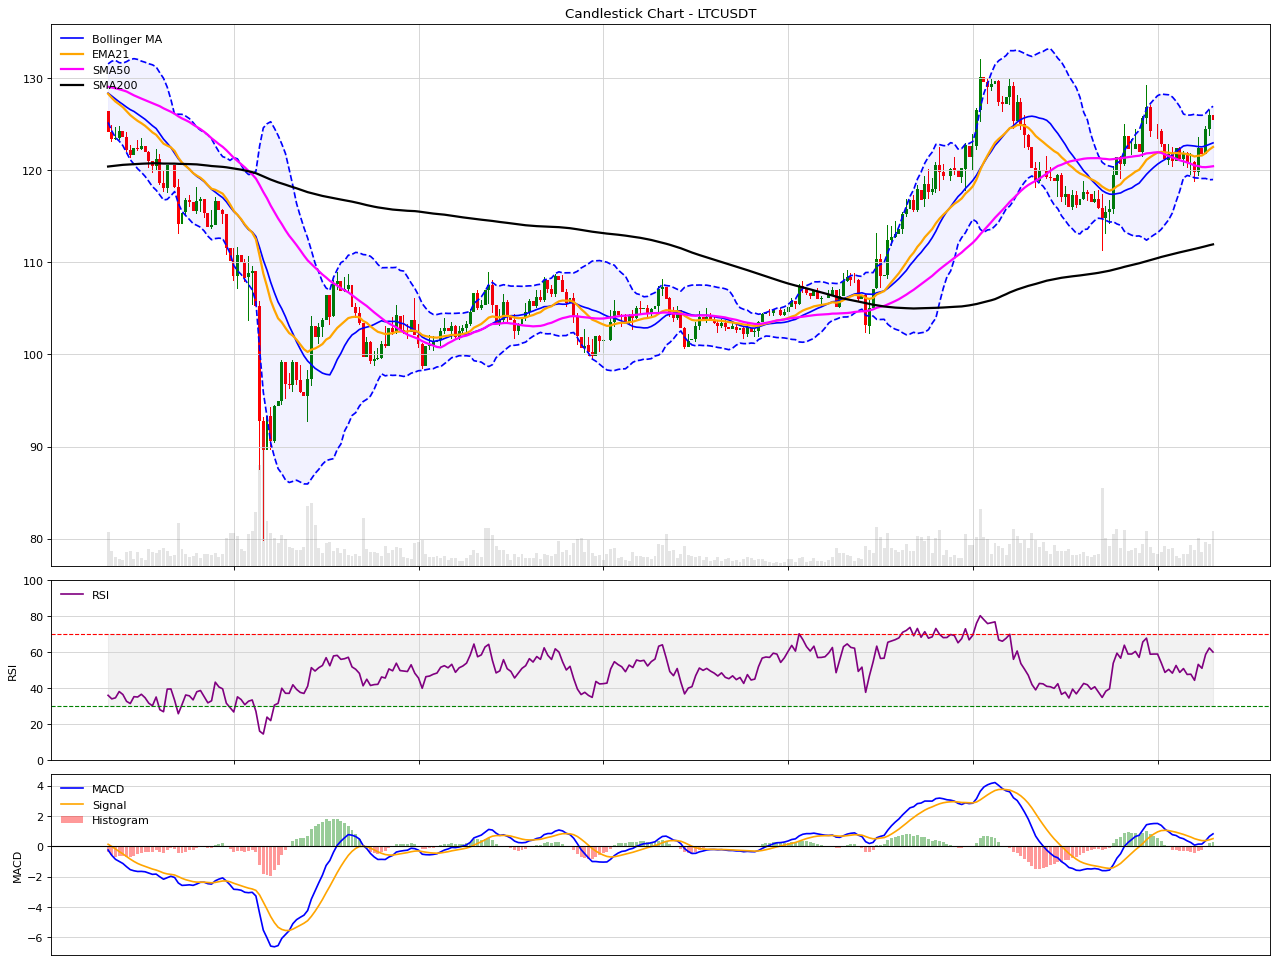 Candlestick Chart - LTCUSDT
Bollinger MA
EMA21
SMA50
SMA200
130
120
110
100
90
80
RSI
100
80
60
40
20
0
RSI
MACD
Signal
Histogram
4
2
0
−2
−4
−6
MACD